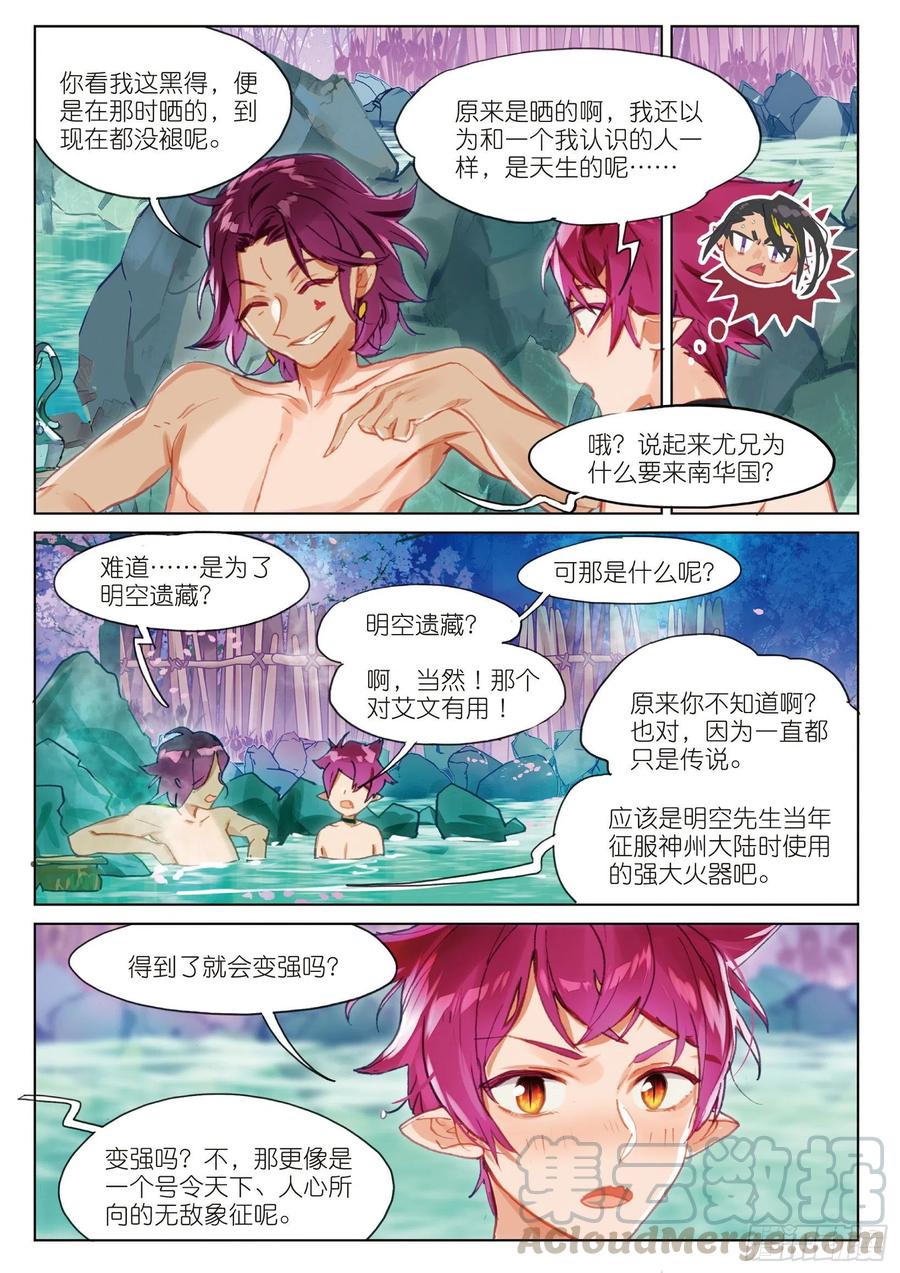 你看我这黑得，便
是在那时晒的，到
现在都没褪呢。
原来是晒的啊，我还以
为和一个我认识的人一
样，是天生的呢……
哦？说起来尤兄为
什么要来南华国？
难道……是为了
明空遗藏？
明空遗藏？
啊，当然！那个
对艾文有用！
可那是什么呢？
原来你不知道啊？
也对，因为一直都
只是传说。
应该是明空先生当年
征服神州大陆时使用
的强大火器吧。
得到了就会变强吗？
变强吗？不，那更像是
一个号令天下、人心所
向的无敌象征呢。
集云数据
AcloudMerge.com